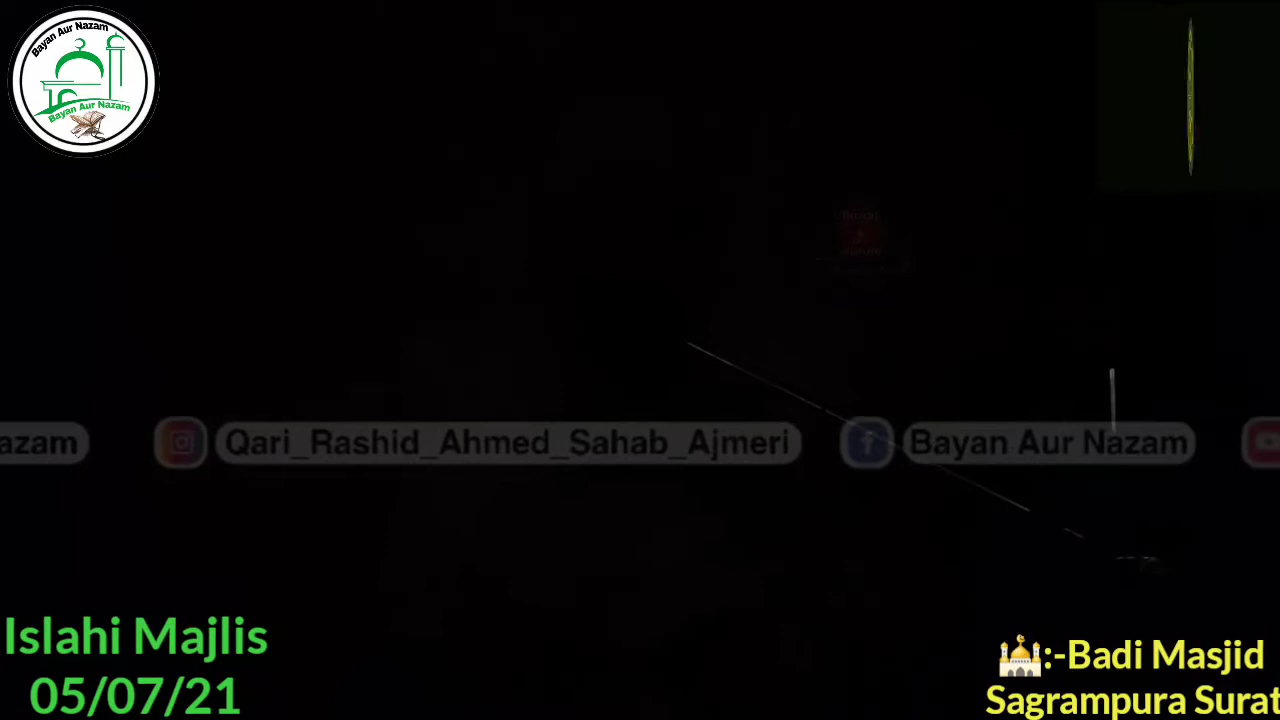 Bayan Aur Nazam
Bayan Aur Nazam
azam
Qari_Rashid_Ahmed_Sahab_Ajmeri
Bayan Aur Nazam
Islahi Majlis
05/07/21
:-Badi Masjid
Sagrampura Surat